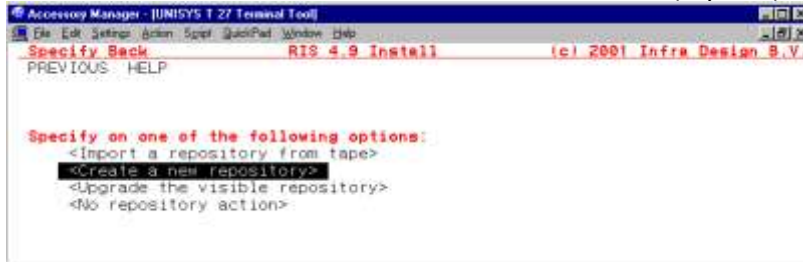 Accessory Manager - [UNISYS T 27 Terminal Tool]
File Edit Settings Action Script QuickPad Window Help
Specify Back RIS 4.9 Install (c) 2001 Infra Design B.V
PREVIOUS HELP
Specify on one of the following options:
<Import a repository from tape>
<Create a new repository>
<Upgrade the visible repository>
<No repository action>